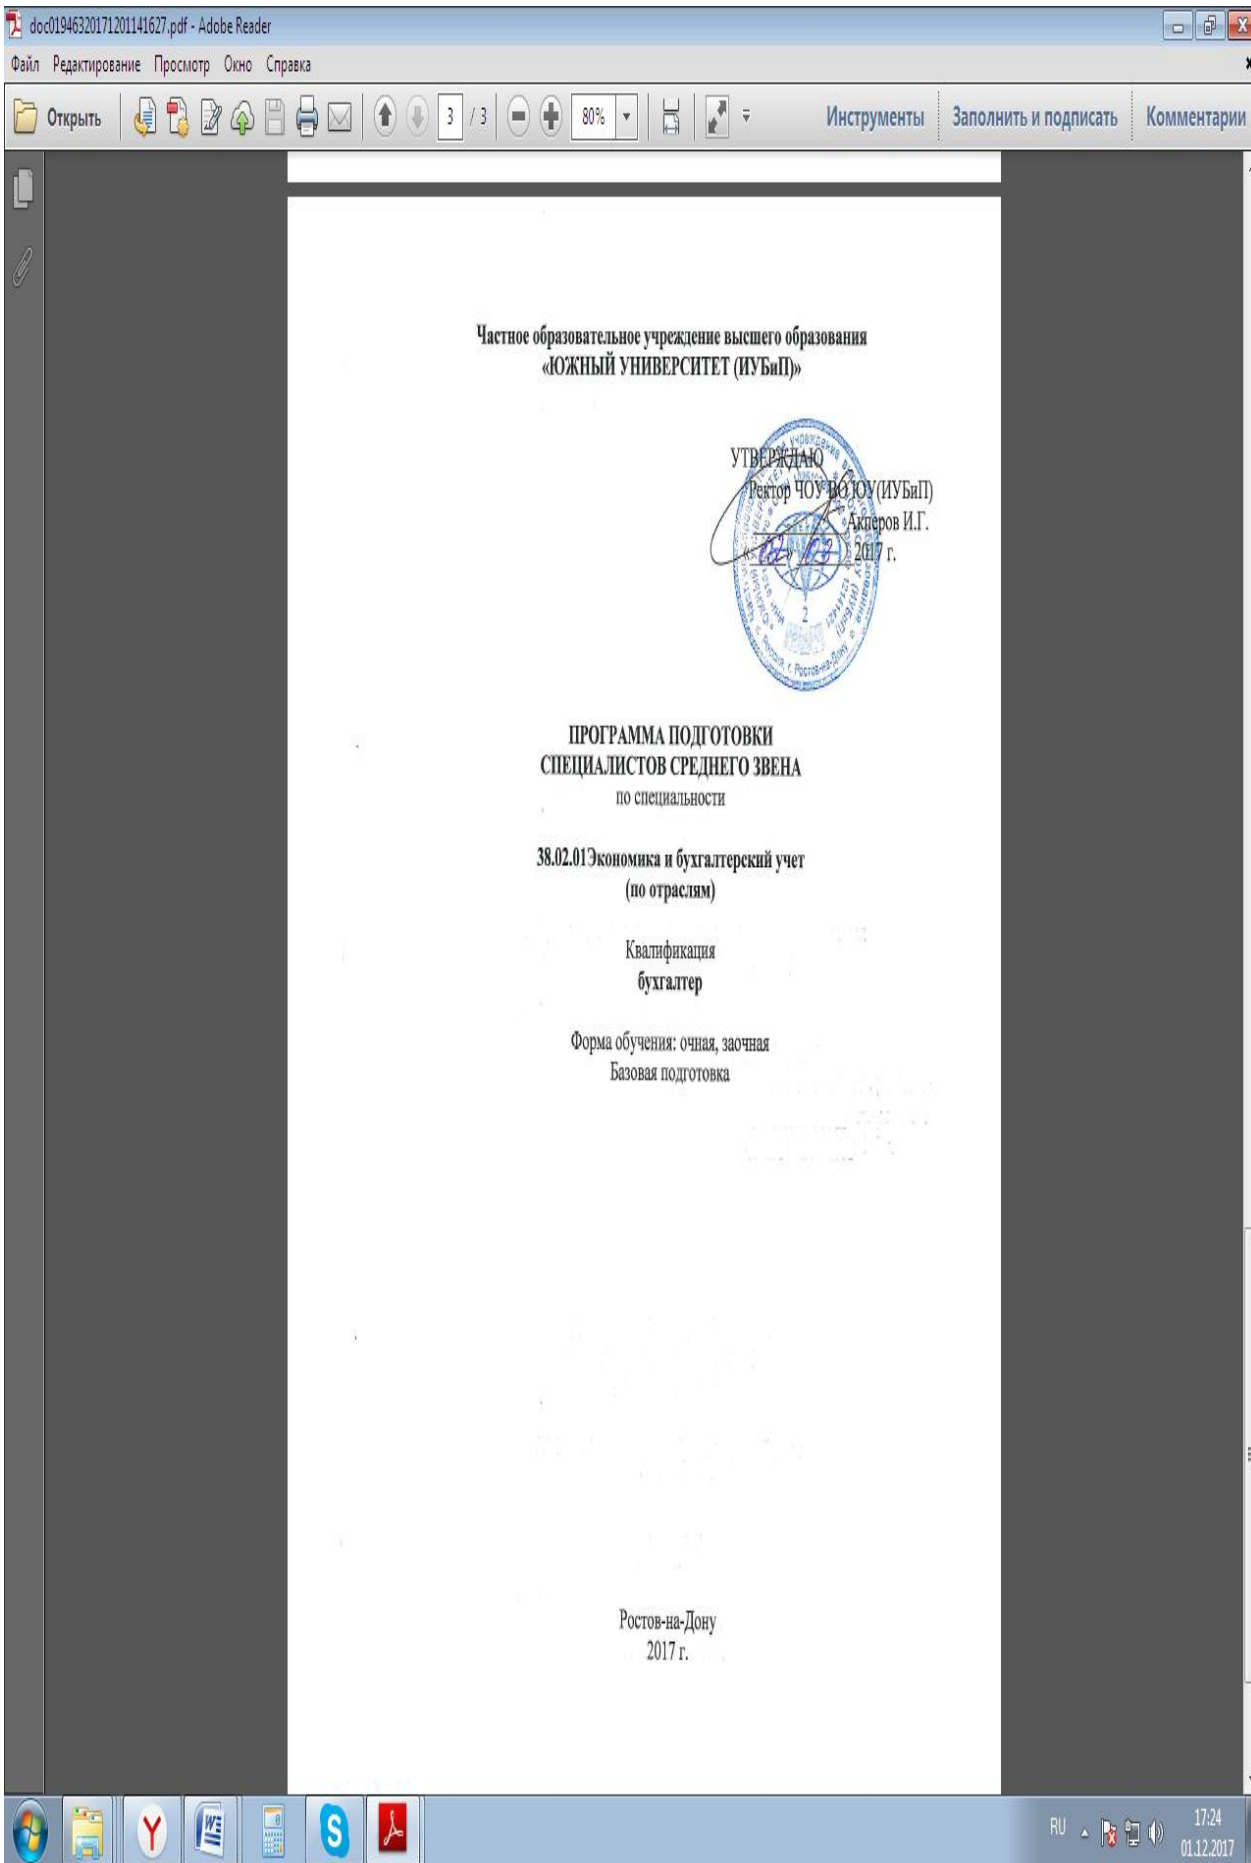 doc01946320171201141627.pdf - Adobe Reader
Файл Редактирование Просмотр Окно Справка
Открыть 3 / 3 80% Инструменты Заполнить и подписать Комментарии
Частное образовательное учреждение высшего образования
«ЮЖНЫЙ УНИВЕРСИТЕТ (ИУБиП)»
УТВЕРЖДАЮ
Ректор ЧОУ ВО ЮУ(ИУБиП)
Акперов И.Г.
2017 г.
ПРОГРАММА ПОДГОТОВКИ
СПЕЦИАЛИСТОВ СРЕДНЕГО ЗВЕНА
по специальности
38.02.01Экономика и бухгалтерский учет
(по отраслям)
Квалификация
бухгалтер
Форма обучения: очная, заочная
Базовая подготовка
Ростов-на-Дону
2017 г.
RU 17:24
01.12.2017